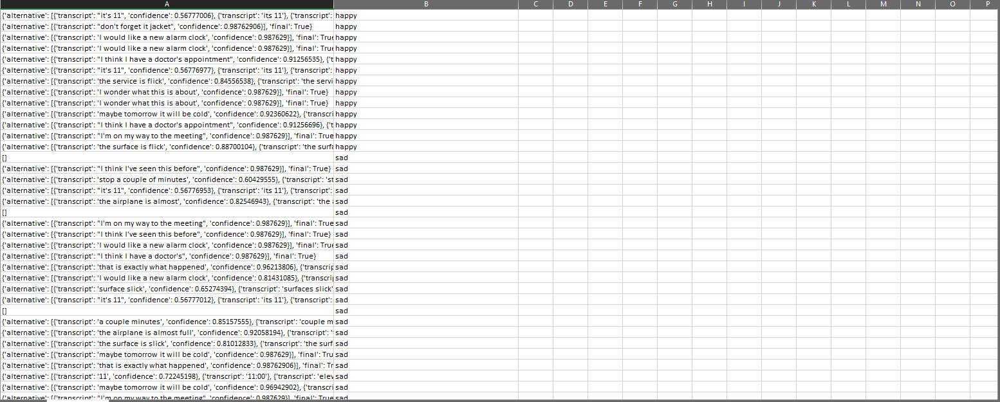 A B C D E F G H I J K L M N O P
{'alternative': [{'transcript': "it's 11", 'confidence': 0.56777006}, {'transcript': 'its 11'}, {'transcript': happy
{'alternative': [{'transcript': "don't forget it jacket", 'confidence': 0.98762906}], 'final': True} happy
{'alternative': [{'transcript': 'I would like a new alarm clock', 'confidence': 0.987629}], 'final': True happy
{'alternative': [{'transcript': 'I would like a new alarm clock', 'confidence': 0.987629}], 'final': True happy
{'alternative': [{'transcript': "I think I have a doctor's appointment", 'confidence': 0.91256535}, {'t happy
{'alternative': [{'transcript': "it's 11", 'confidence': 0.56776977}, {'transcript': 'its 11'}, {'transcript': happy
{'alternative': [{'transcript': 'the service is flick', 'confidence': 0.84556538}, {'transcript': 'the servi happy
{'alternative': [{'transcript': 'I wonder what this is about', 'confidence': 0.987629}], 'final': True} happy
{'alternative': [{'transcript': 'I wonder what this is about', 'confidence': 0.987629}], 'final': True} happy
{'alternative': [{'transcript': 'maybe tomorrow it will be cold', 'confidence': 0.92360622}, {'transcri happy
{'alternative': [{'transcript': "I think I have a doctor's appointment", 'confidence': 0.91256696}, {'t happy
{'alternative': [{'transcript': "I'm on my way to the meeting", 'confidence': 0.987629}], 'final': True happy
{'alternative': [{'transcript': 'the surface is flick', 'confidence': 0.88700104}, {'transcript': 'the surfa happy
[] sad
{'alternative': [{'transcript': "I think I've seen this before", 'confidence': 0.987629}], 'final': True} sad
{'alternative': [{'transcript': 'stop a couple of minutes', 'confidence': 0.60429555}, {'transcript': 'st sad
{'alternative': [{'transcript': "it's 11", 'confidence': 0.56776953}, {'transcript': 'its 11'}, {'transcript': sad
{'alternative': [{'transcript': 'the airplane is almost', 'confidence': 0.82546943}, {'transcript': 'the a sad
[] sad
{'alternative': [{'transcript': "I'm on my way to the meeting", 'confidence': 0.987629}], 'final': True sad
{'alternative': [{'transcript': "I think I've seen this before", 'confidence': 0.987629}], 'final': True} sad
{'alternative': [{'transcript': 'I would like a new alarm clock', 'confidence': 0.987629}], 'final': True sad
{'alternative': [{'transcript': "I think I have a doctor's", 'confidence': 0.987629}], 'final': True} sad
{'alternative': [{'transcript': 'that is exactly what happened', 'confidence': 0.96213806}, {'transcrip sad
{'alternative': [{'transcript': 'I would like a new alarm clock', 'confidence': 0.81431085}, {'transcrip sad
{'alternative': [{'transcript': 'surface slick', 'confidence': 0.65274394}, {'transcript': 'surfaces slick' sad
{'alternative': [{'transcript': "it's 11", 'confidence': 0.56777012}, {'transcript': 'its 11'}, {'transcript': sad
[] sad
{'alternative': [{'transcript': 'a couple minutes', 'confidence': 0.85157555}, {'transcript': 'couple m sad
{'alternative': [{'transcript': 'the airplane is almost full', 'confidence': 0.92058194}, {'transcript': ' sad
{'alternative': [{'transcript': 'the surface is slick', 'confidence': 0.81012833}, {'transcript': 'the surf sad
{'alternative': [{'transcript': 'maybe tomorrow it will be cold', 'confidence': 0.987629}], 'final': Tru sad
{'alternative': [{'transcript': 'that is exactly what happened', 'confidence': 0.98762906}], 'final': Tr sad
{'alternative': [{'transcript': '11', 'confidence': 0.72245198}, {'transcript': '11:00'}, {'transcript': 'elev sad
{'alternative': [{'transcript': 'maybe tomorrow it will be cold', 'confidence': 0.96942902}, {'transcri sad
{'alternative': [{'transcript': "I'm on my way to the meeting", 'confidence': 0.987629}], 'final': True sad